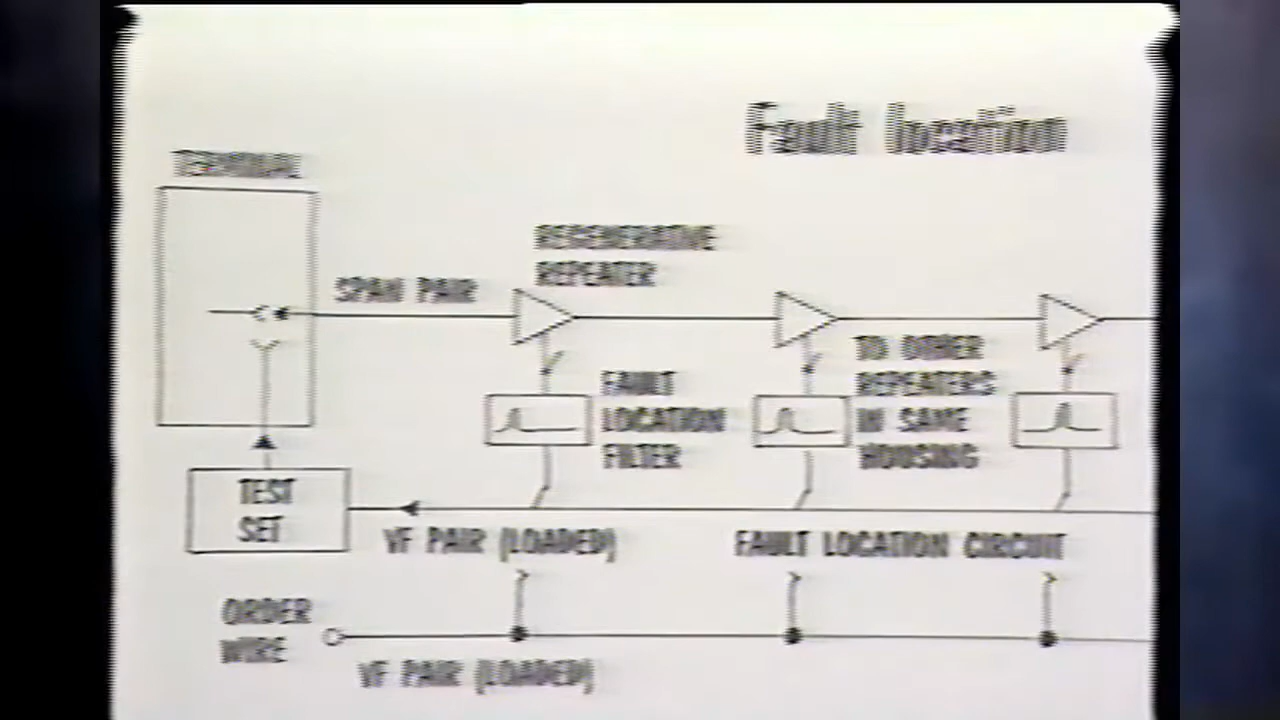 Fault location
TERMINAL
REGENERATIVE
REPEATER
SPAN PAIR
TO OTHER
REPEATERS
IN SAME
HOUSING
FAULT
LOCATION
FILTER
TEST
SET
VF PAIR (LOADED)
FAULT LOCATION CIRCUIT
ORDER
WIRE
VF PAIR (LOADED)